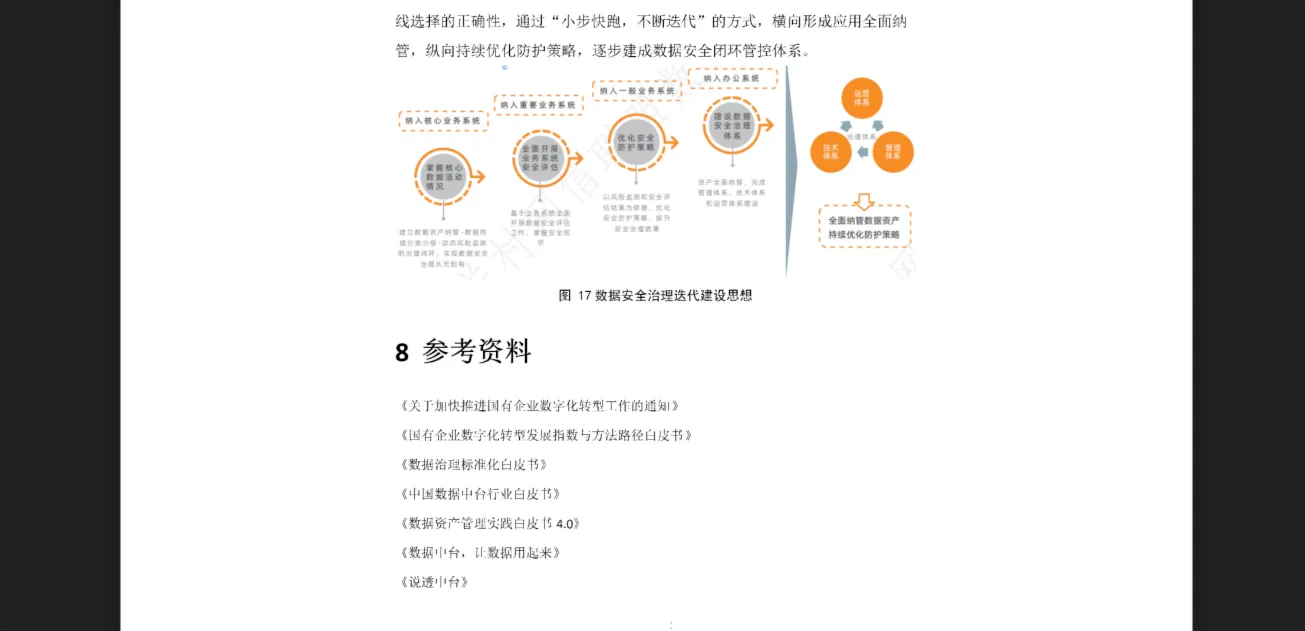 线选择的正确性，通过“小步快跑，不断迭代”的方式，横向形成应用全面纳
管，纵向持续优化防护策略，逐步建成数据安全闭环管控体系。
纳入核心业务系统
掌握核心
数据活动
情况
建立数据资产纳管-数据持
续分类分级-动态风险监测
的治理闭环，实现数据安全
治理从无到有
纳入重要业务系统
全面开展
业务系统
安全评估
基于业务系统全面
开展数据安全评估
工作，掌握安全现
状
纳入一般业务系统
优化安全
防护策略
以风险监测和安全评
估结果为依据，优化
安全防护策略，提升
安全治理效果
纳入办公系统
建设数据
安全治理
体系
资产全面纳管，完成
管理体系、技术体系
和运营体系建设
运营
体系
治理体系
技术
体系
管理
体系
全面纳管数据资产
持续优化防护策略
图 17 数据安全治理迭代建设思想
8 参考资料
《关于加快推进国有企业数字化转型工作的通知》
《国有企业数字化转型发展指数与方法路径白皮书》
《数据治理标准化白皮书》
《中国数据中台行业白皮书》
《数据资产管理实践白皮书 4.0》
《数据中台，让数据用起来》
《说透中台》